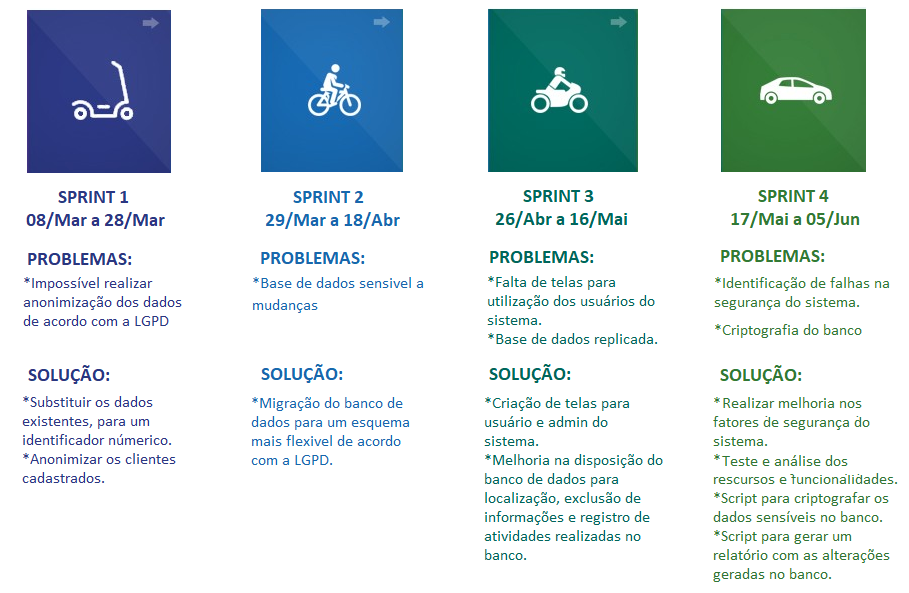 SPRINT 1
08/Mar a 28/Mar
PROBLEMAS:
*Impossível realizar
anonimização dos dados
de acordo com a LGPD
SOLUÇÃO:
*Substituir os dados
existentes, para um
identificador númerico.
*Anonimizar os clientes
cadastrados.
SPRINT 2
29/Mar a 18/Abr
PROBLEMAS:
*Base de dados sensivel a
mudanças
SOLUÇÃO:
*Migração do banco de
dados para um esquema
mais flexivel de acordo
com a LGPD.
SPRINT 3
26/Abr a 16/Mai
PROBLEMAS:
*Falta de telas para
utilização dos usuários do
sistema.
*Base de dados replicada.
SOLUÇÃO:
*Criação de telas para
usuário e admin do
sistema.
*Melhoria na disposição do
banco de dados para
localização, exclusão de
informações e registro de
atividades realizadas no
banco.
SPRINT 4
17/Mai a 05/Jun
PROBLEMAS:
*Identificação de falhas na
segurança do sistema.
*Criptografia do banco
SOLUÇÃO:
*Realizar melhoria nos
fatores de segurança do
sistema.
*Teste e análise dos
rescursos e funcionalidades.
*Script para criptografar os
dados sensíveis no banco.
*Script para gerar um
relatório com as alterações
geradas no banco.